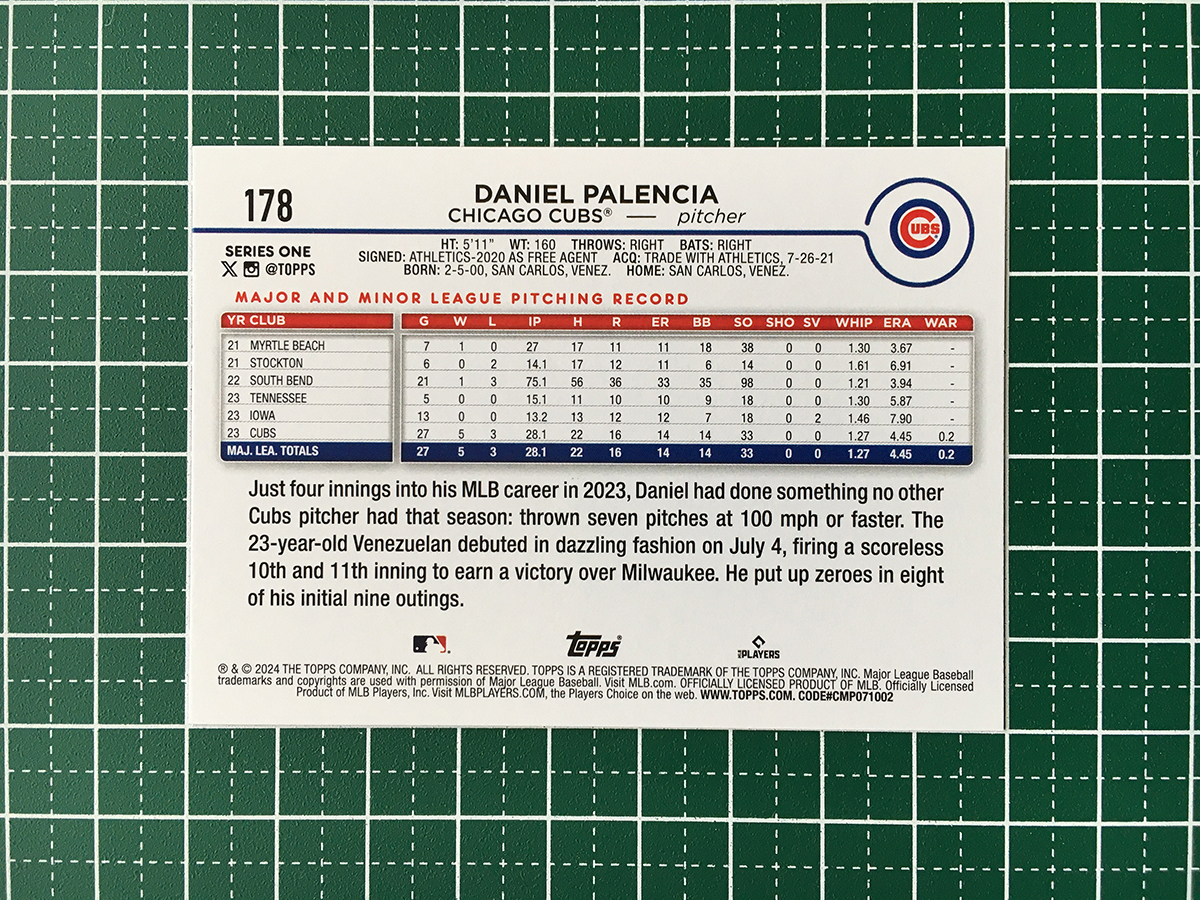 178
DANIEL PALENCIA
CHICAGO CUBS® — pitcher
CUBS
SERIES ONE
@TOPPS
HT: 5'11" WT: 160 THROWS: RIGHT BATS: RIGHT
SIGNED: ATHLETICS-2020 AS FREE AGENT ACQ: TRADE WITH ATHLETICS, 7-26-21
BORN: 2-5-00, SAN CARLOS, VENEZ. HOME: SAN CARLOS, VENEZ.
MAJOR AND MINOR LEAGUE PITCHING RECORD
YR CLUB G W L IP H R ER BB SO SHO SV WHIP ERA WAR
21 MYRTLE BEACH 7 1 0 27 17 11 11 18 38 0 0 1.30 3.67 -
21 STOCKTON 6 0 2 14.1 17 12 11 6 14 0 0 1.61 6.91 -
22 SOUTH BEND 21 1 3 75.1 56 36 33 35 98 0 0 1.21 3.94 -
23 TENNESSEE 5 0 0 15.1 11 10 10 9 18 0 0 1.30 5.87 -
23 IOWA 13 0 0 13.2 13 12 12 7 18 0 2 1.46 7.90 -
23 CUBS 27 5 3 28.1 22 16 14 14 33 0 0 1.27 4.45 0.2
MAJ. LEA. TOTALS 27 5 3 28.1 22 16 14 14 33 0 0 1.27 4.45 0.2
Just four innings into his MLB career in 2023, Daniel had done something no other
Cubs pitcher had that season: thrown seven pitches at 100 mph or faster. The
23-year-old Venezuelan debuted in dazzling fashion on July 4, firing a scoreless
10th and 11th inning to earn a victory over Milwaukee. He put up zeroes in eight
of his initial nine outings.
topps® PLAYERS
® & © 2024 THE TOPPS COMPANY, INC. ALL RIGHTS RESERVED. TOPPS IS A REGISTERED TRADEMARK OF THE TOPPS COMPANY, INC. Major League Baseball
trademarks and copyrights are used with permission of Major League Baseball. Visit MLB.com. OFFICIALLY LICENSED PRODUCT OF MLB. Officially Licensed
Product of MLB Players, Inc. Visit MLBPLAYERS.COM, the Players Choice on the web. WWW.TOPPS.COM. CODE#CMP071002